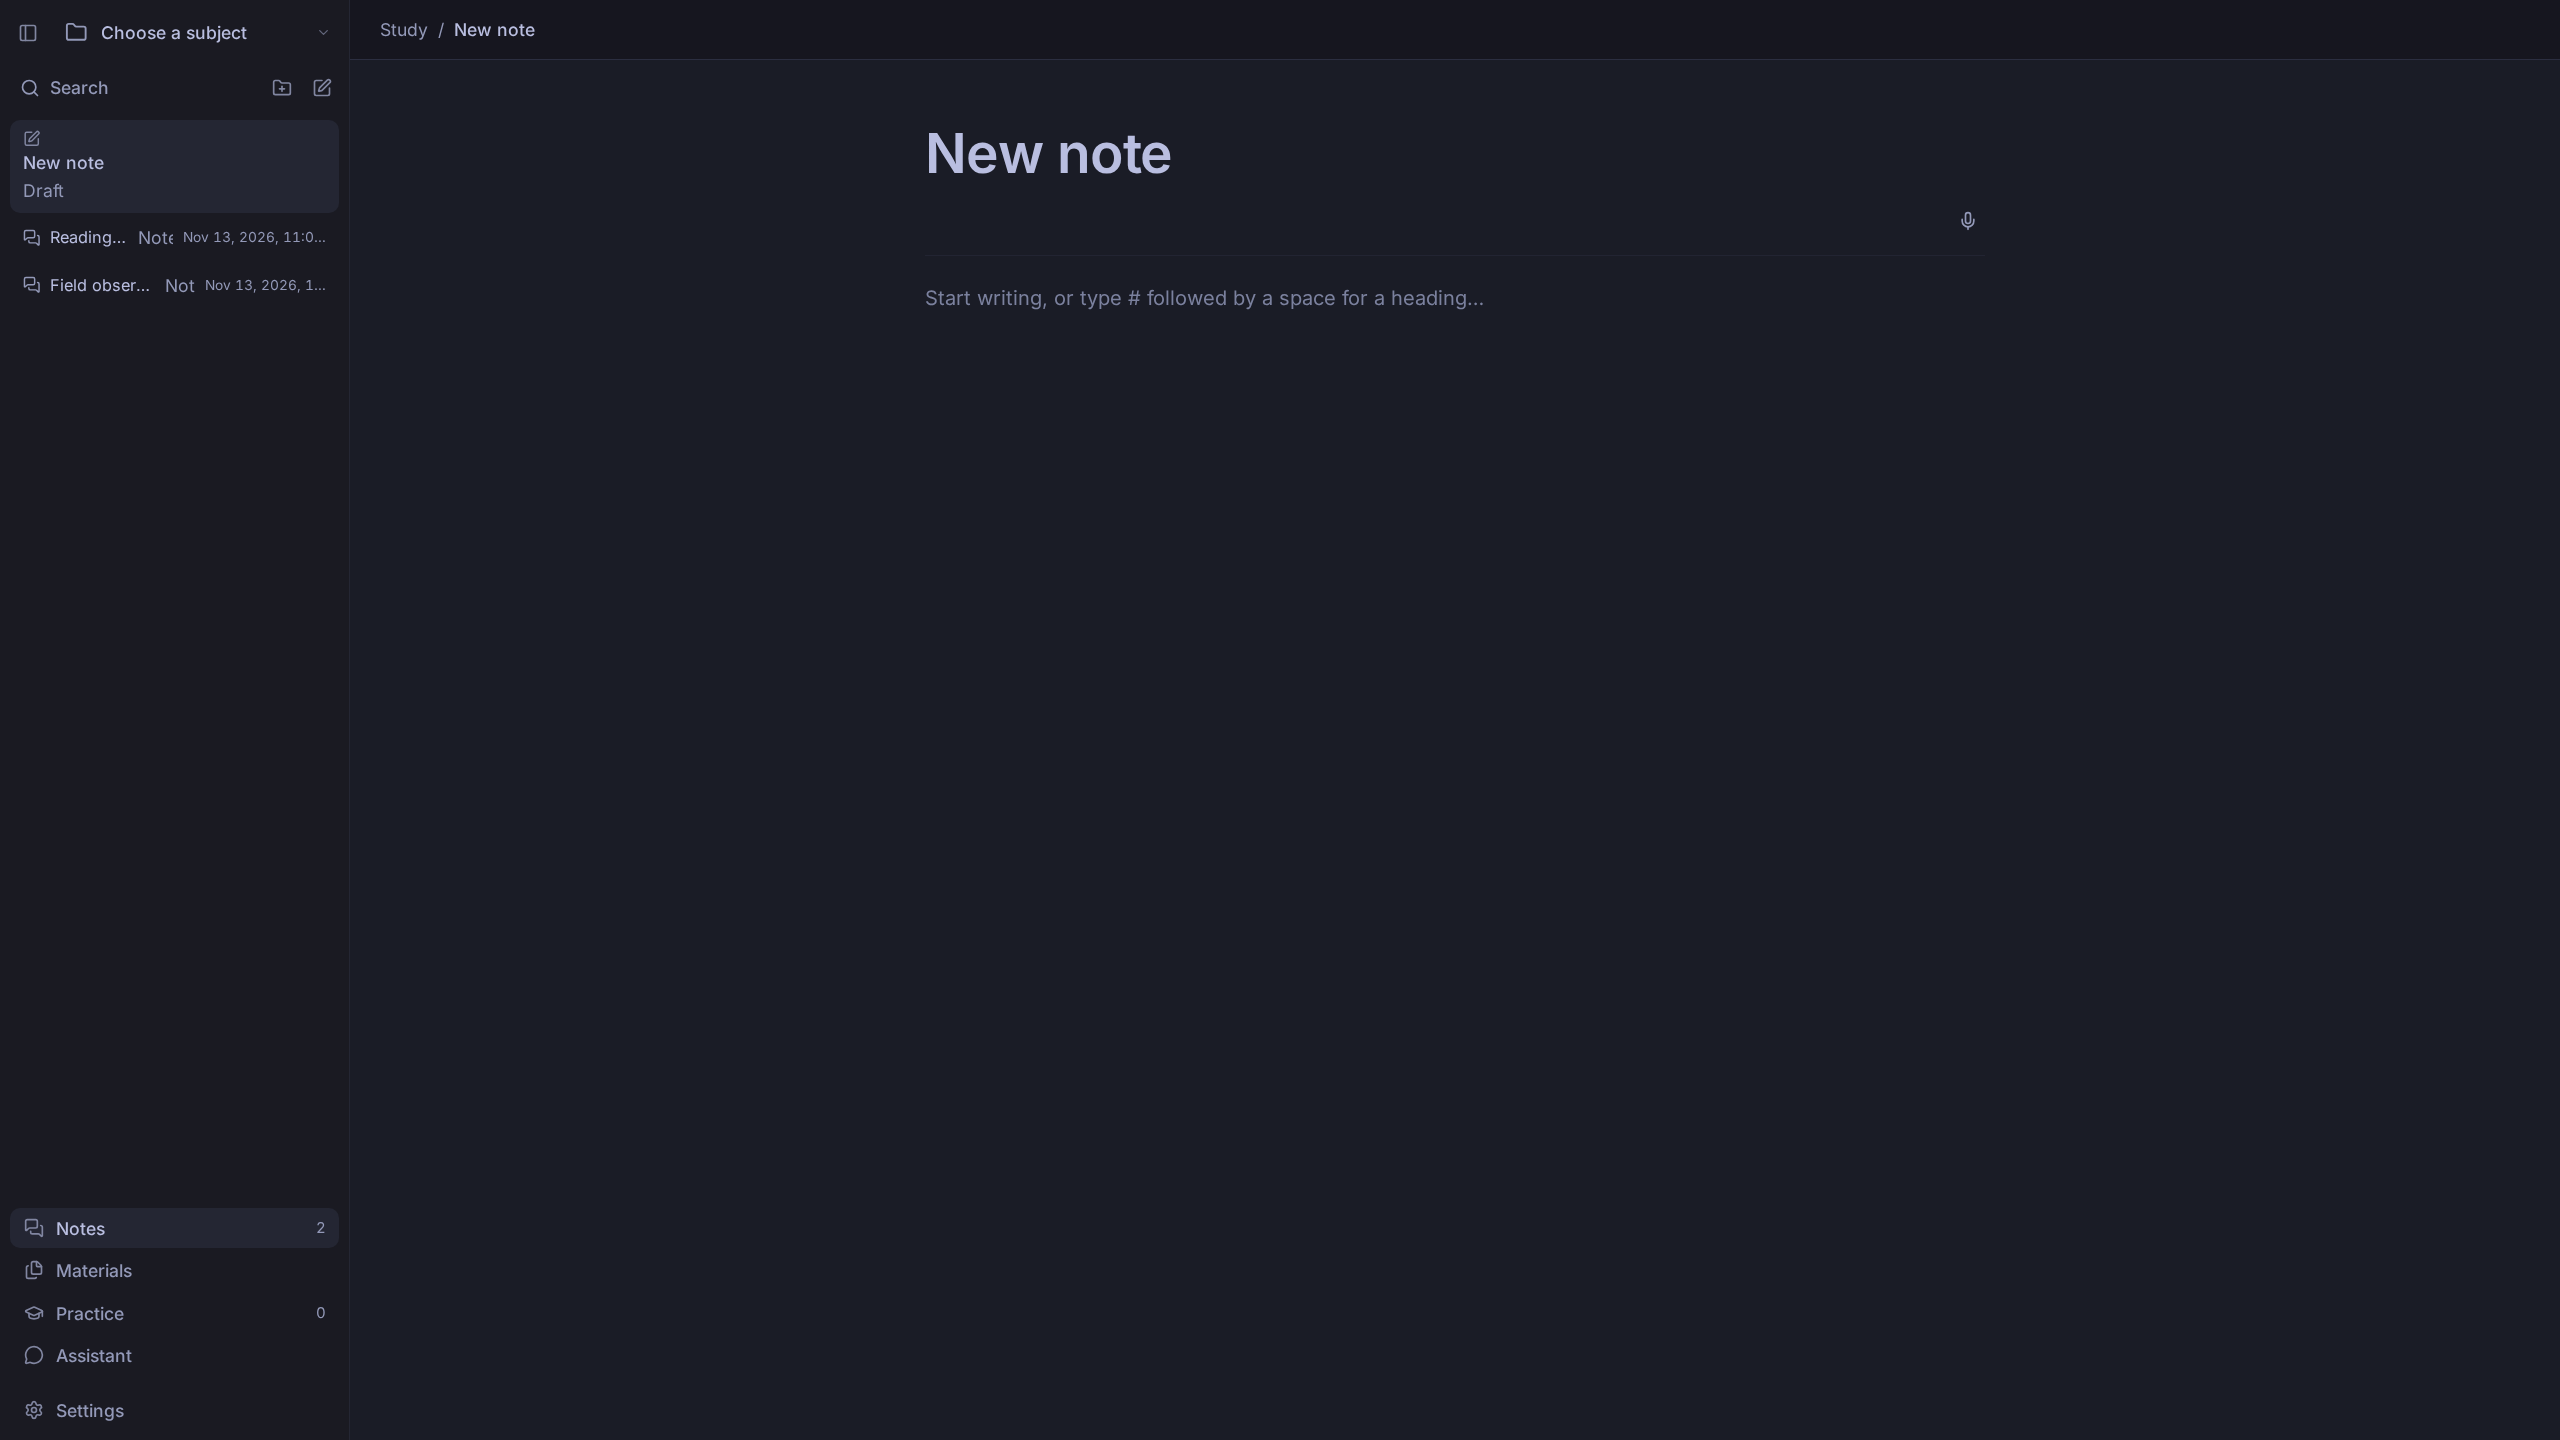 Choose a subject
Search
New note
Draft
Reading... Note Nov 13, 2026, 11:0...
Field obser... Not Nov 13, 2026, 1...
Notes 2
Materials
Practice 0
Assistant
Settings
Study / New note
New note
Start writing, or type # followed by a space for a heading...